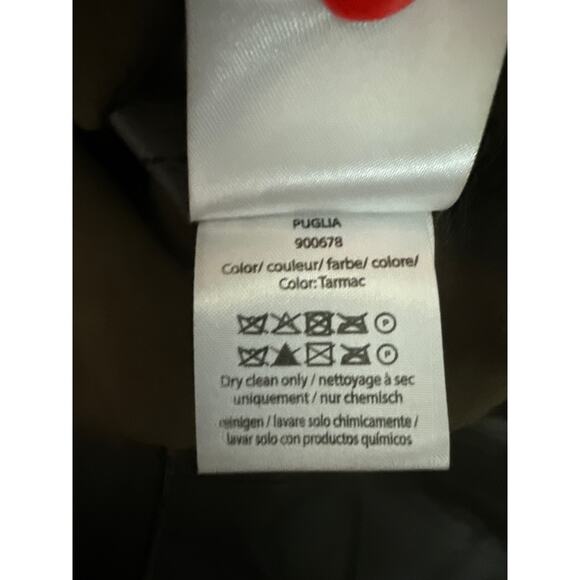 PUGLIA
900678
Color/ couleur/ farbe/ colore/
Color: Tarmac
P
P
Dry clean only / nettoyage à sec
uniquement / nur chemisch
reinigen / lavare solo chimicamente /
lavar solo con productos químicos